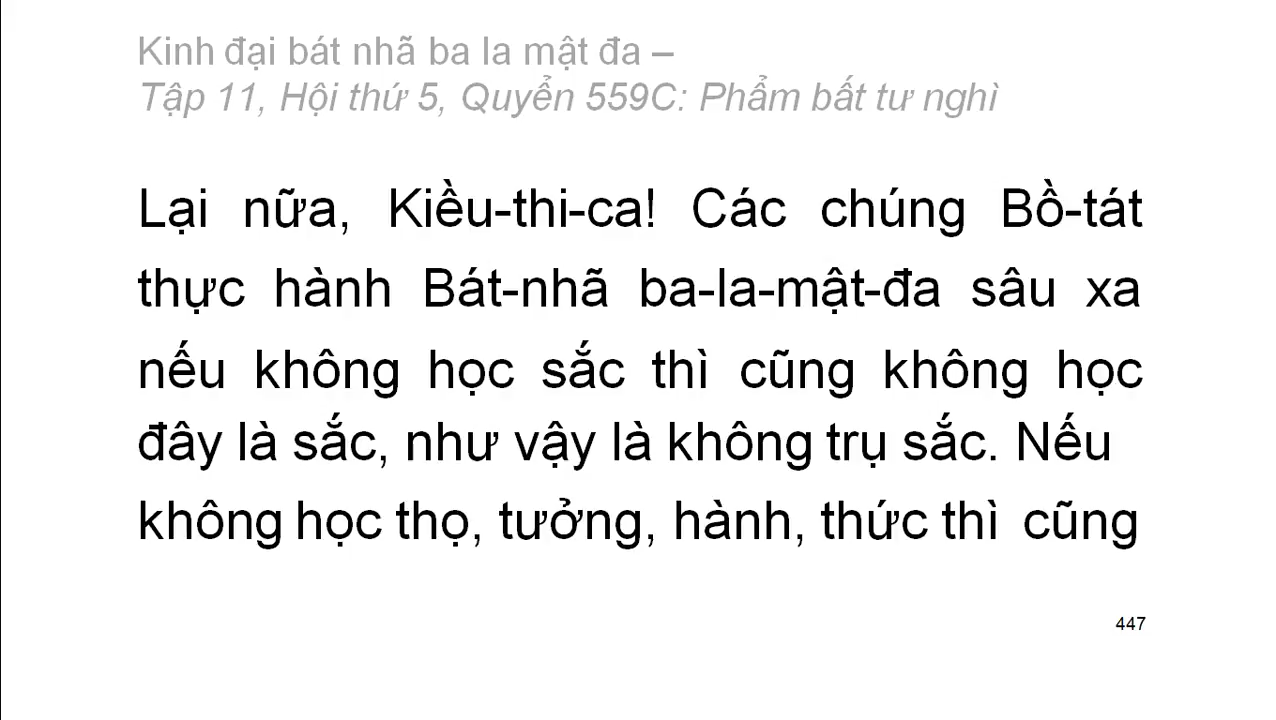 Kinh đại bát nhã ba la mật đa –
Tập 11, Hội thứ 5, Quyển 559C: Phẩm bất tư nghì
Lại nữa, Kiều-thi-ca! Các chúng Bồ-tát
thực hành Bát-nhã ba-la-mật-đa sâu xa
nếu không học sắc thì cũng không học
đây là sắc, như vậy là không trụ sắc. Nếu
không học thọ, tưởng, hành, thức thì cũng
447